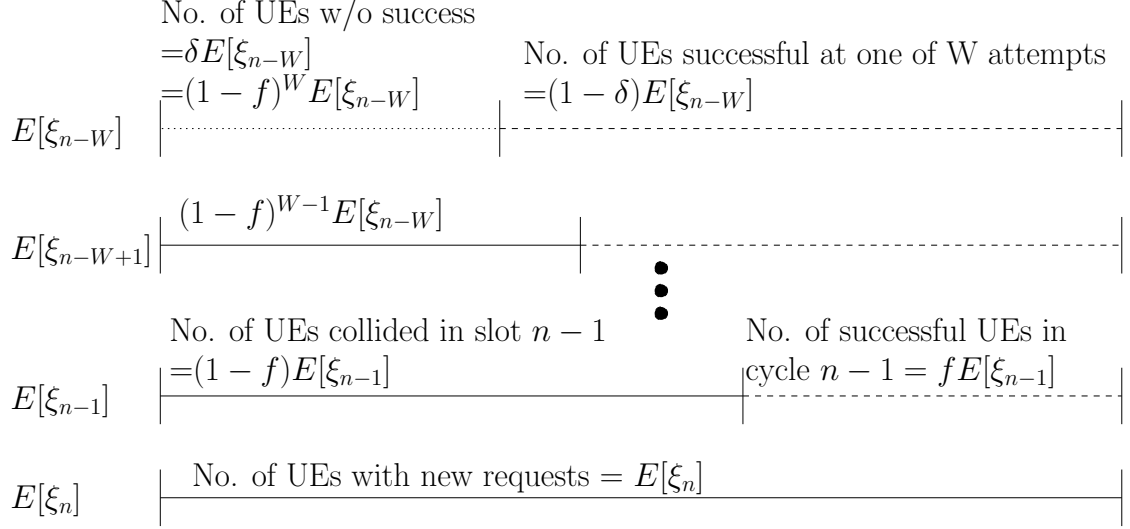 No. of UEs w/o success
=δE[ξ_{n−W}]
=(1 − f)^W E[ξ_{n−W}]
No. of UEs successful at one of W attempts
=(1−δ)E[ξ_{n−W}]
E[ξ_{n−W}]
(1 − f)^{W−1}E[ξ_{n−W}]
E[ξ_{n−W+1}]
No. of UEs collided in slot n − 1
=(1 − f)E[ξ_{n−1}]
No. of successful UEs in
cycle n − 1 = fE[ξ_{n−1}]
E[ξ_{n−1}]
No. of UEs with new requests = E[ξ_n]
E[ξ_n]